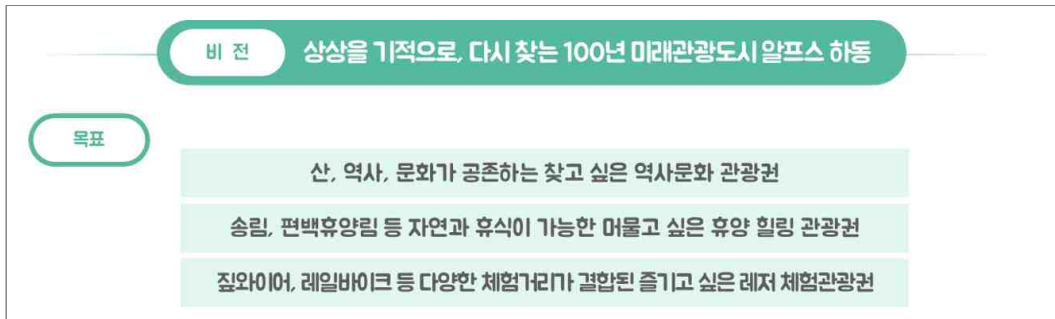 비 전 상상을 기적으로, 다시 찾는 100년 미래관광도시 알프스 하동
목표
산, 역사, 문화가 공존하는 찾고 싶은 역사문화 관광권
송림, 편백휴양림 등 자연과 휴식이 가능한 머물고 싶은 휴양 힐링 관광권
짚와이어, 레일바이크 등 다양한 체험거리가 결합된 즐기고 싶은 레저 체험관광권